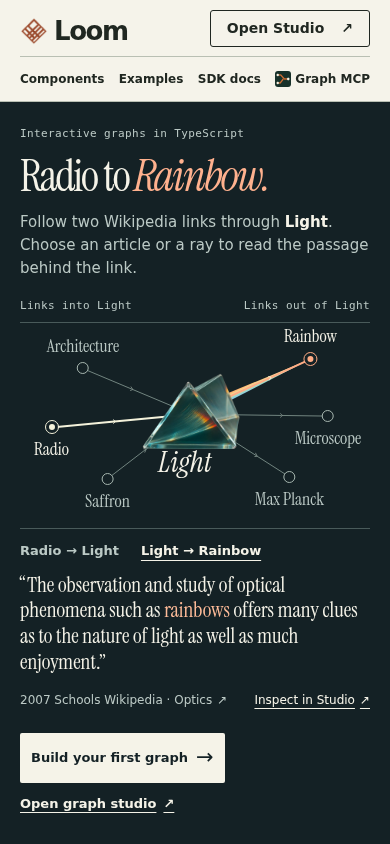 Loom
Open Studio ↗
Components Examples SDK docs Graph MCP
Interactive graphs in TypeScript
Radio to Rainbow.
Follow two Wikipedia links through Light.
Choose an article or a ray to read the passage
behind the link.
Links into Light Links out of Light
Rainbow
Architecture
Microscope
Radio
Light
Saffron
Max Planck
Radio → Light Light → Rainbow
“The observation and study of optical
phenomena such as rainbows offers many clues
as to the nature of light as well as much
enjoyment.”
2007 Schools Wikipedia · Optics ↗ Inspect in Studio ↗
Build your first graph →
Open graph studio ↗